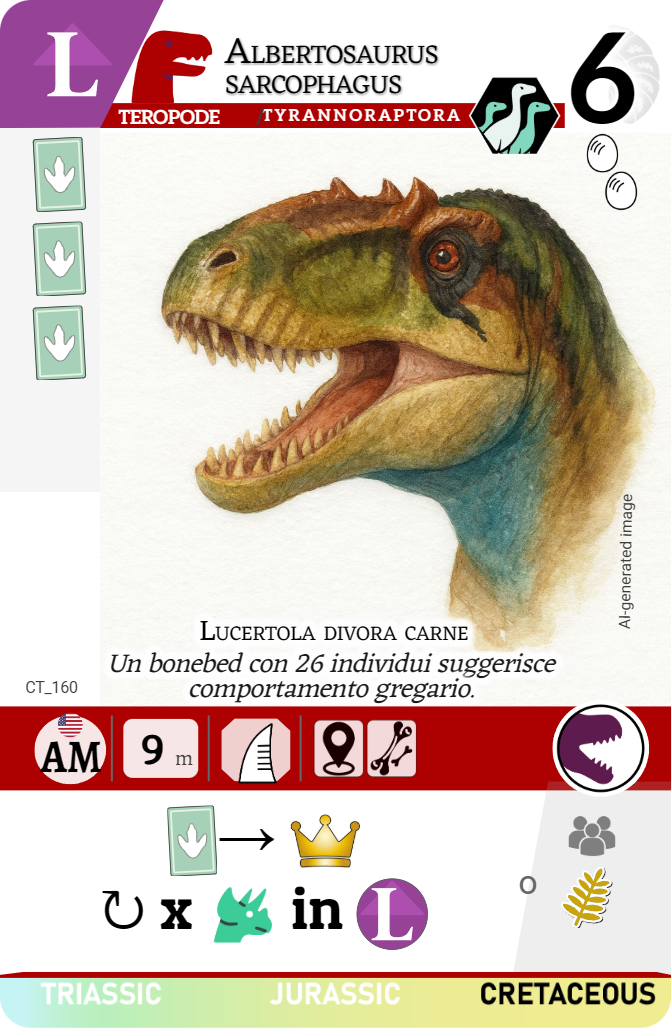 L
ALBERTOSAURUS
SARCOPHAGUS
6
TEROPODE
TYRANNORAPTORA
AI-generated image
LUCERTOLA DIVORA CARNE
Un bonebed con 26 individui suggerisce
comportamento gregario.
CT_160
AM
9 m
x in L
O
TRIASSIC JURASSIC CRETACEOUS